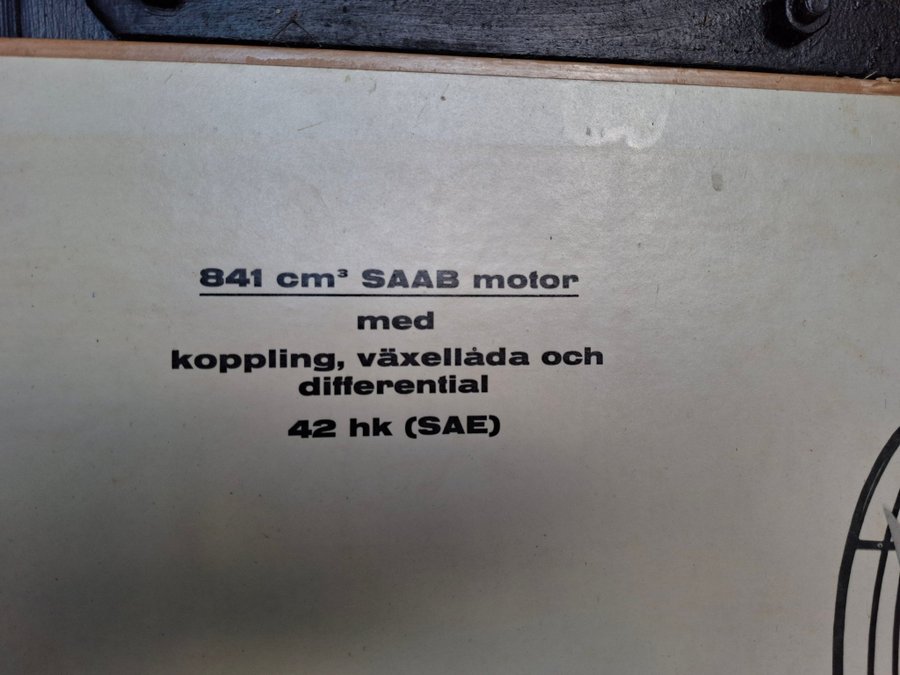 841 cm³ SAAB motor
med
koppling, växellåda och
differential
42 hk (SAE)